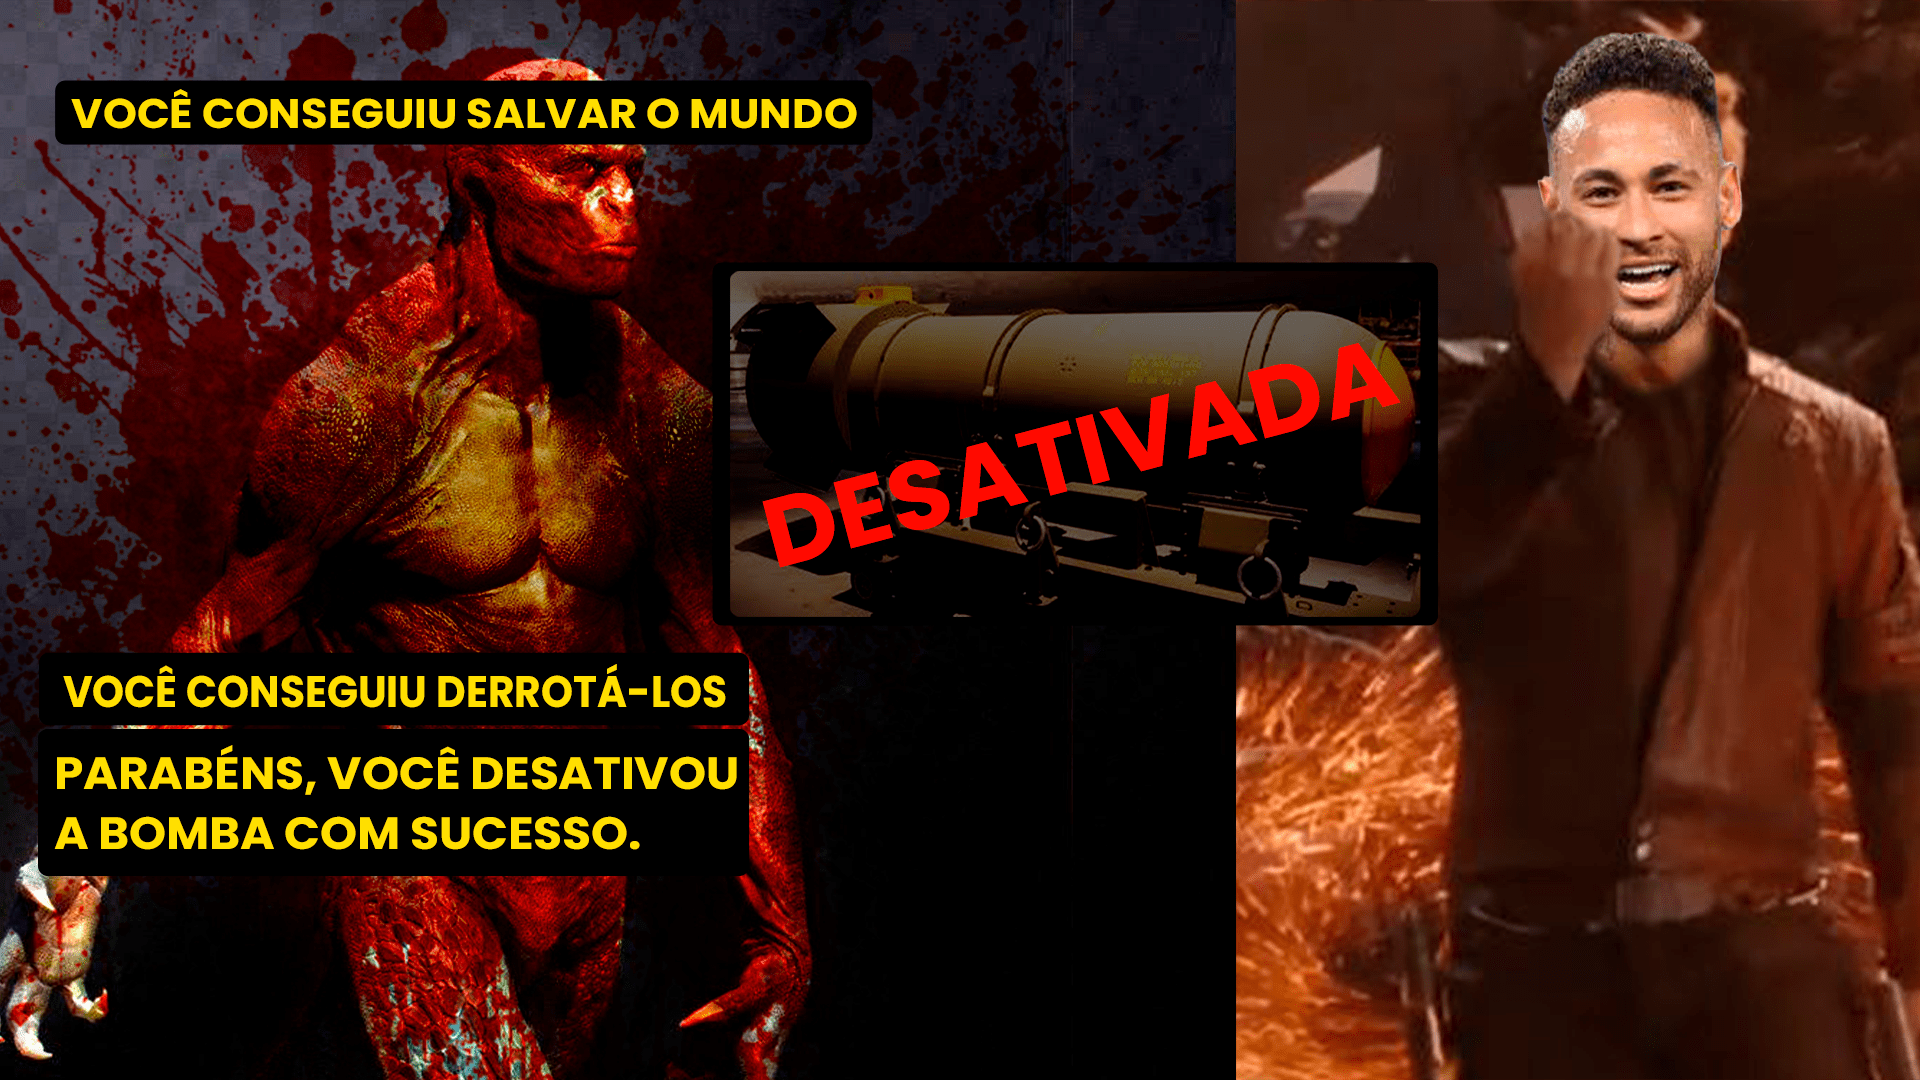 VOCÊ CONSEGUIU SALVAR O MUNDO
DESATIVADA
VOCÊ CONSEGUIU DERROTÁ-LOS
PARABÉNS, VOCÊ DESATIVOU
A BOMBA COM SUCESSO.